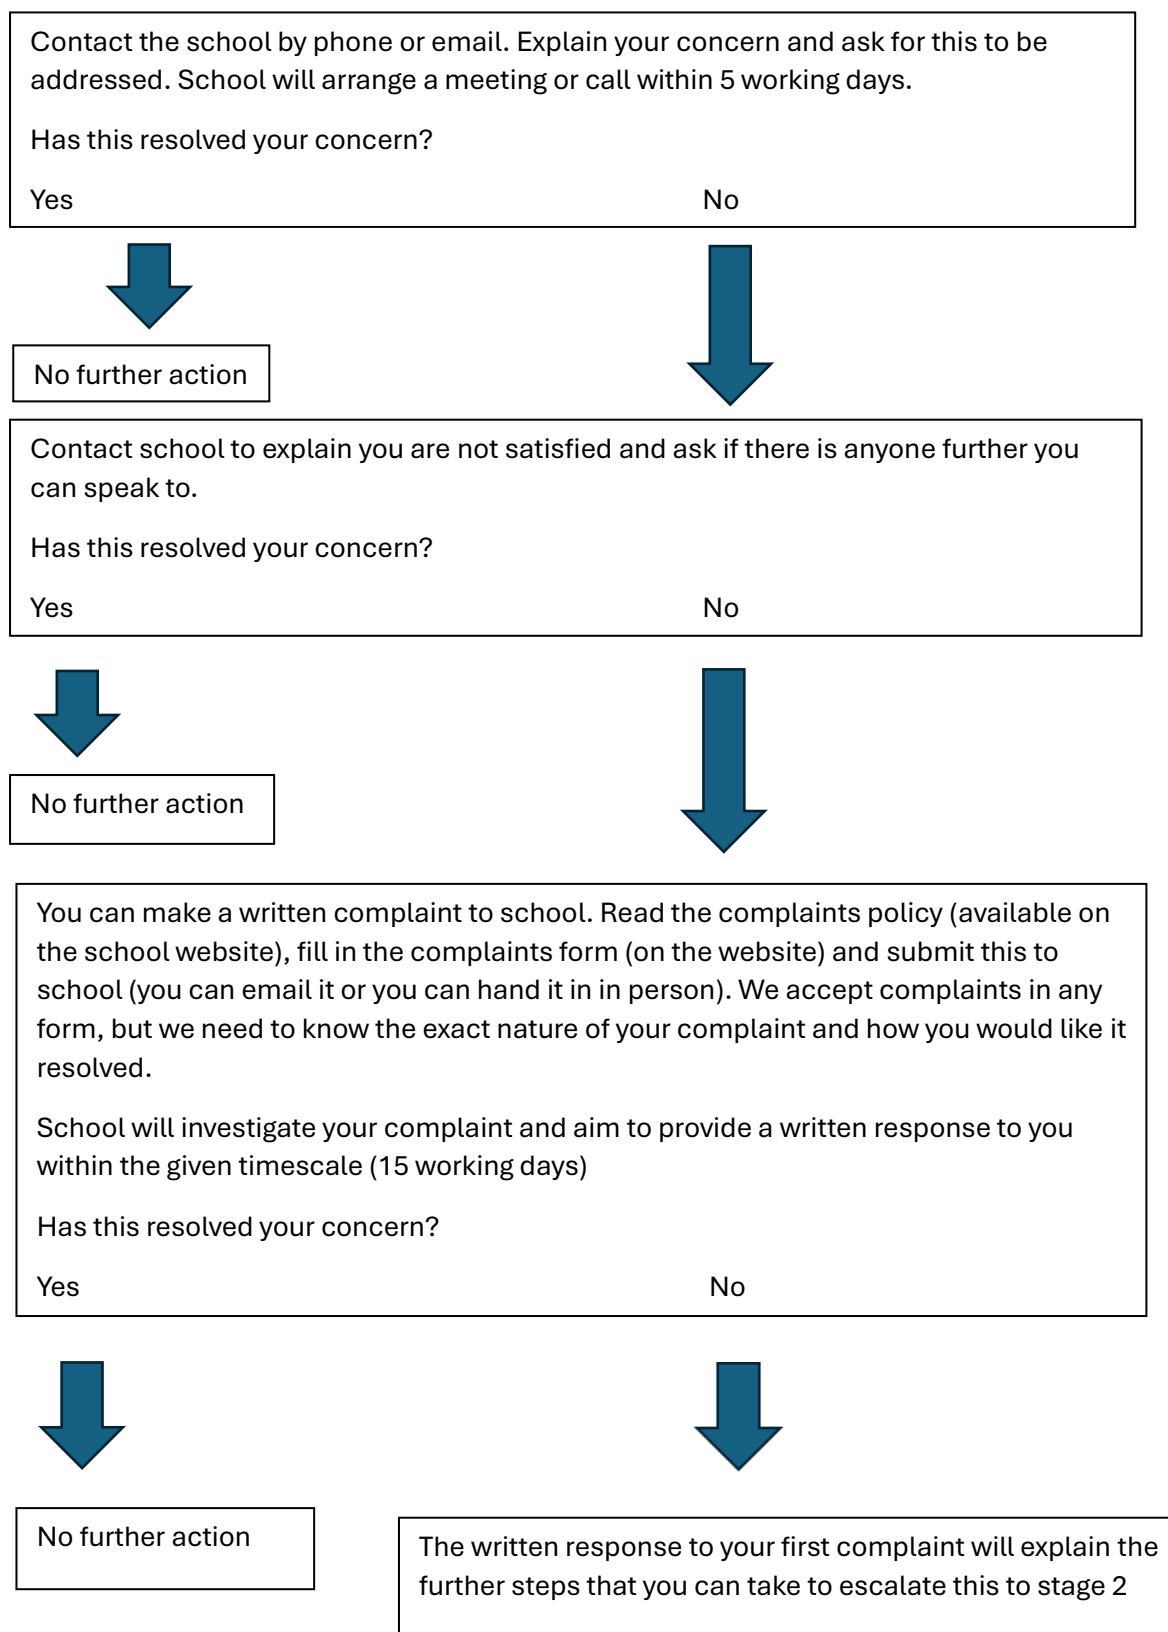 Contact the school by phone or email. Explain your concern and ask for this to be
addressed. School will arrange a meeting or call within 5 working days.
Has this resolved your concern?
Yes No
No further action
Contact school to explain you are not satisfied and ask if there is anyone further you
can speak to.
Has this resolved your concern?
Yes No
No further action
You can make a written complaint to school. Read the complaints policy (available on
the school website), fill in the complaints form (on the website) and submit this to
school (you can email it or you can hand it in in person). We accept complaints in any
form, but we need to know the exact nature of your complaint and how you would like it
resolved.
School will investigate your complaint and aim to provide a written response to you
within the given timescale (15 working days)
Has this resolved your concern?
Yes No
No further action
The written response to your first complaint will explain the
further steps that you can take to escalate this to stage 2